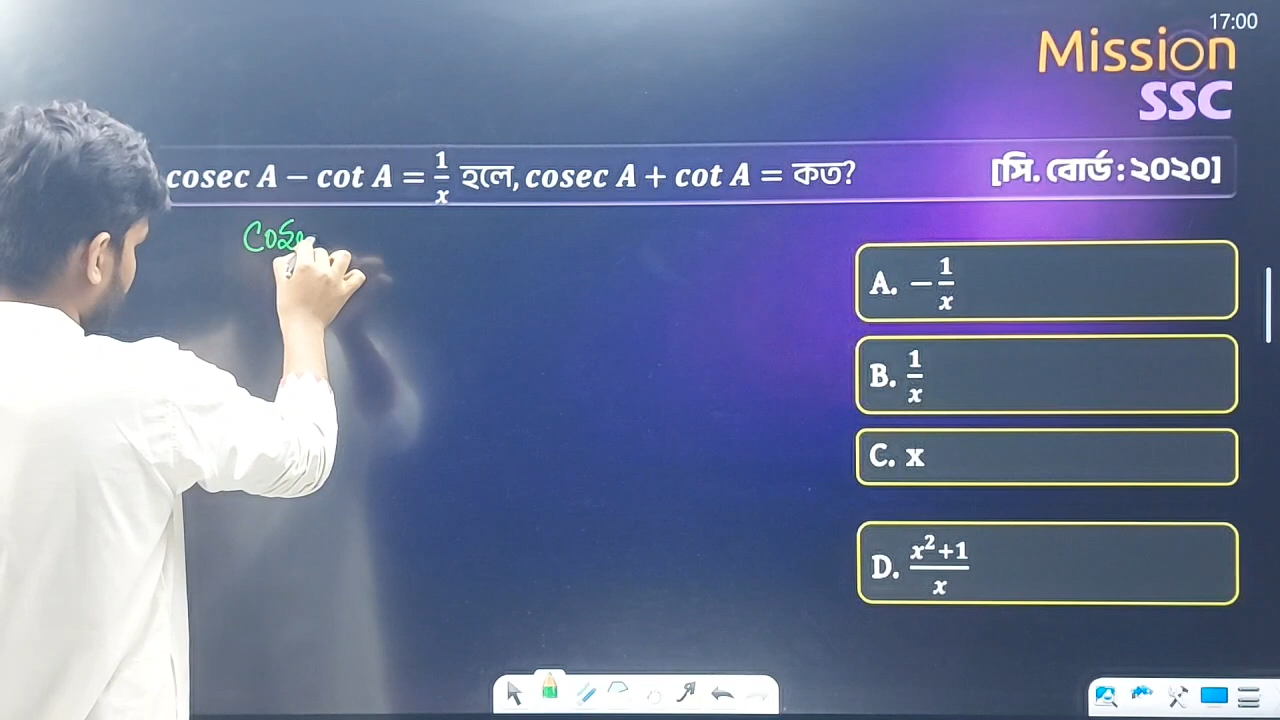 17:00
Mission
SSC
cosec A − cot A = 1/x হলে, cosec A + cot A = কত?
[সি. বোর্ড : ২০২০]
A. −1/x
B. 1/x
C. x
D. x²+1/x